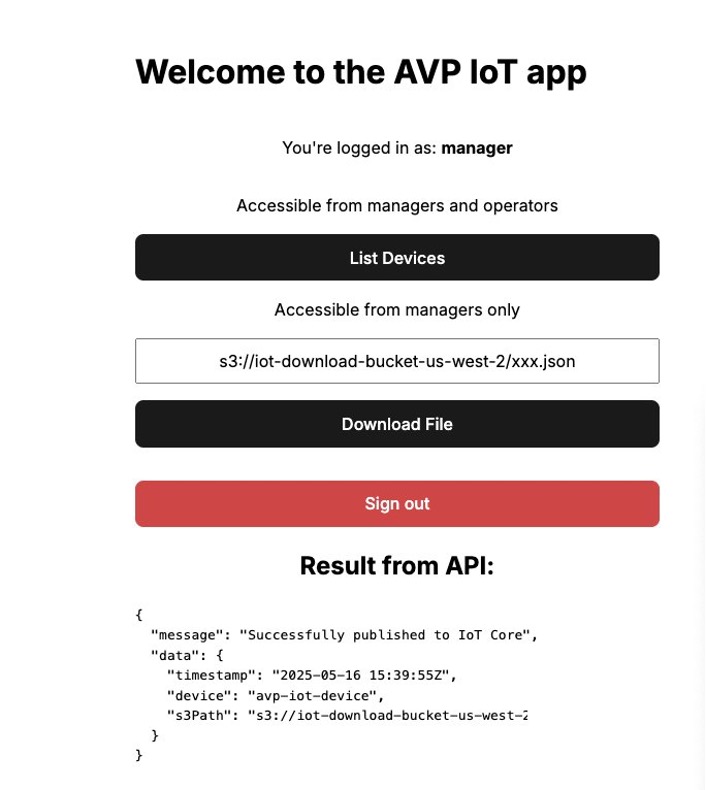 Welcome to the AVP IoT app
You're logged in as: manager
Accessible from managers and operators
List Devices
Accessible from managers only
s3://iot-download-bucket-us-west-2/xxx.json
Download File
Sign out
Result from API:
{
  "message": "Successfully published to IoT Core",
  "data": {
    "timestamp": "2025-05-16 15:39:55Z",
    "device": "avp-iot-device",
    "s3Path": "s3://iot-download-bucket-us-west-2
  }
}